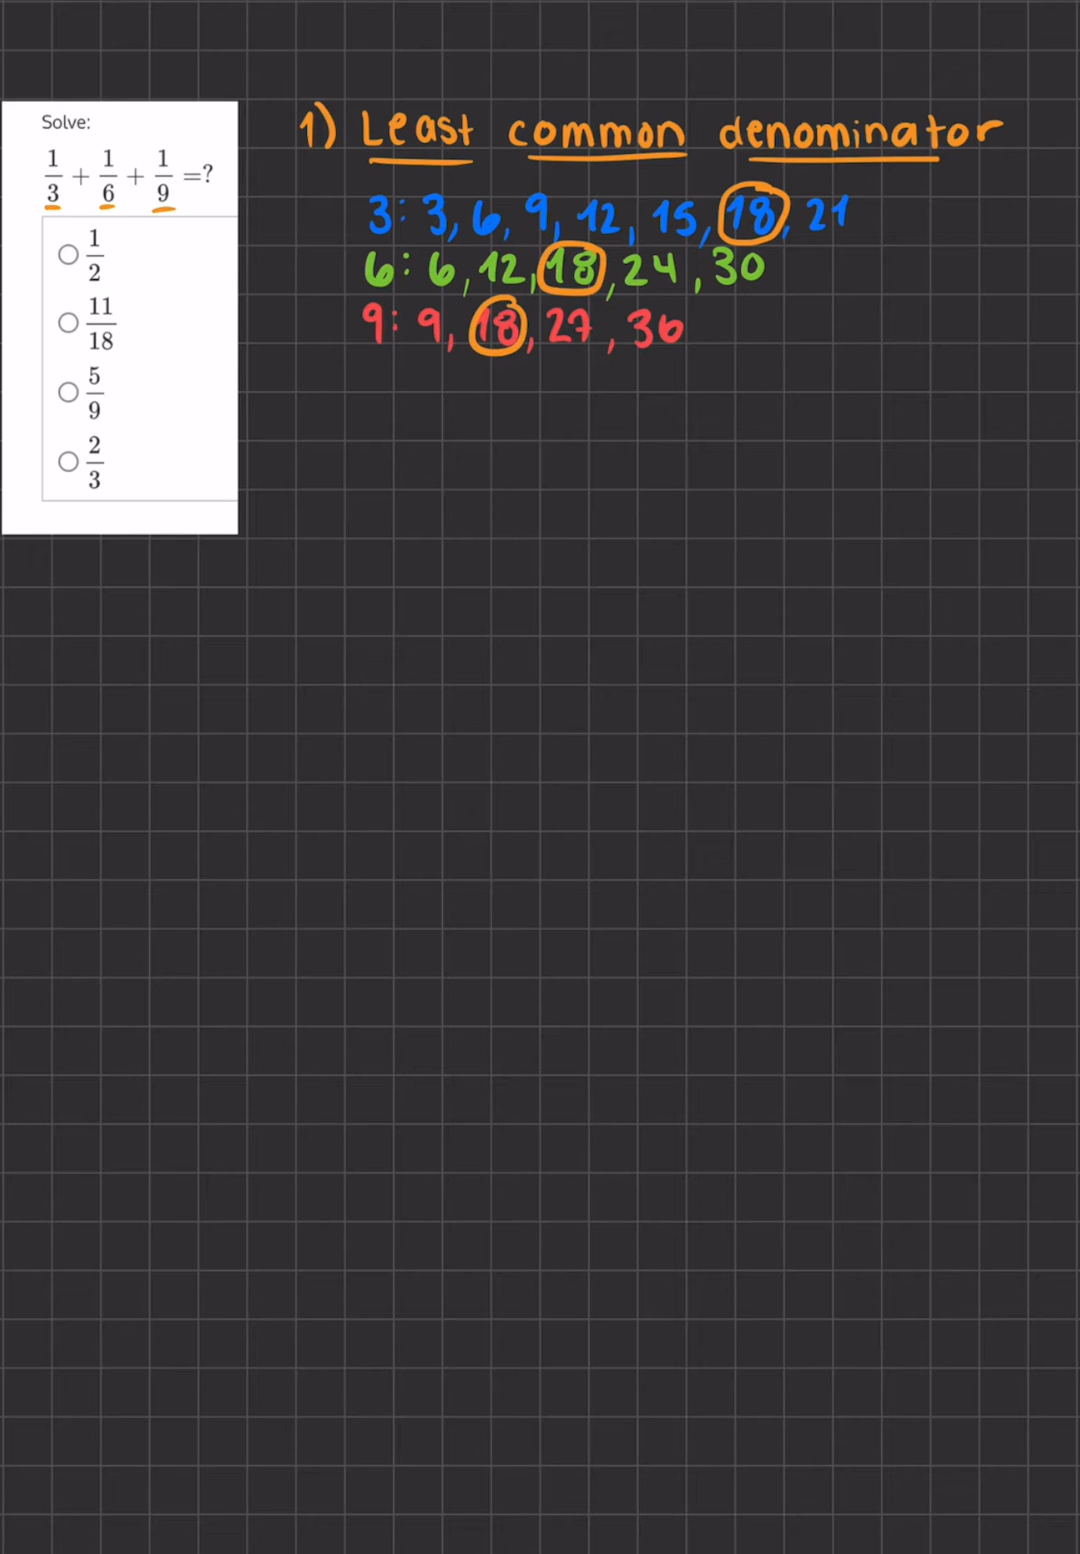 Solve:
1/3 + 1/6 + 1/9 =?
1/2
11/18
5/9
2/3
1) Least common denominator
3: 3, 6, 9, 12, 15, 18, 21
6: 6, 12, 18, 24, 30
9: 9, 18, 27, 36